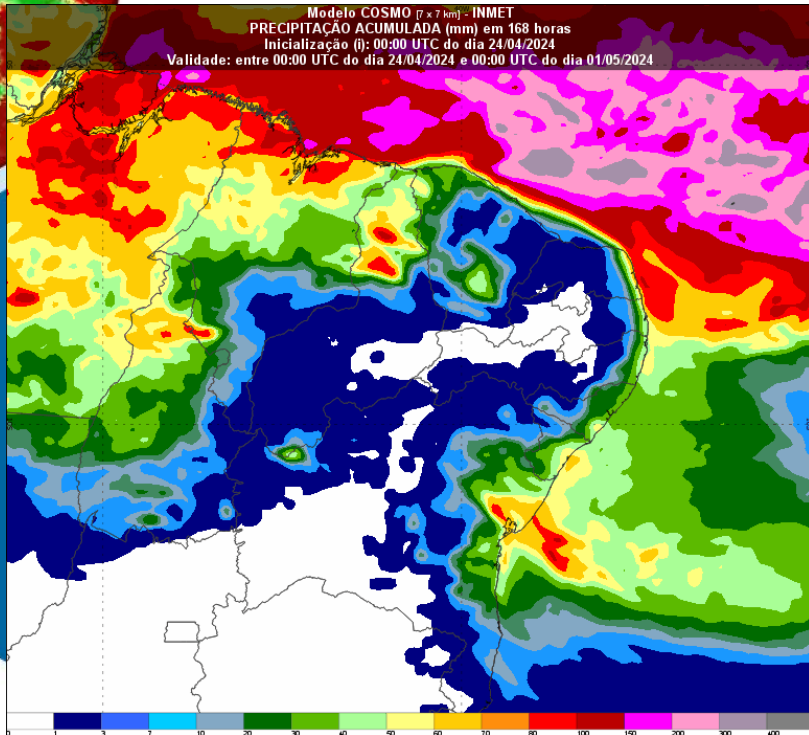 Modelo COSMO [7 x 7 km] - INMET
PRECIPITAÇÃO ACUMULADA (mm) em 168 horas
Inicialização (i): 00:00 UTC do dia 24/04/2024
Validade: entre 00:00 UTC do dia 24/04/2024 e 00:00 UTC do dia 01/05/2024
0 1 3 7 10 20 30 40 50 60 70 80 100 150 200 300 400